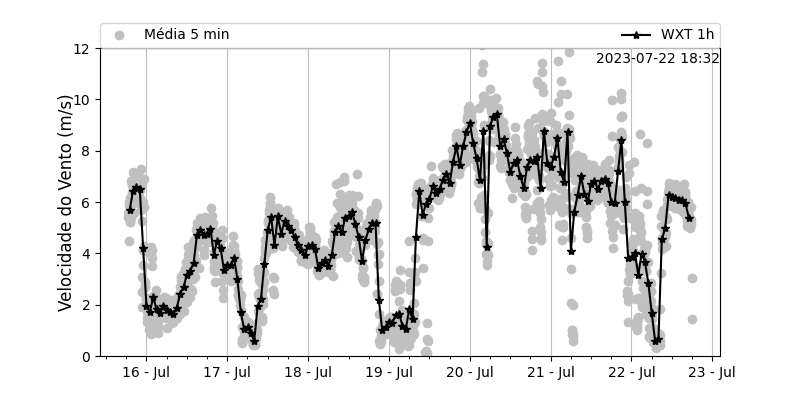 Média 5 min
WXT 1h
2023-07-22 18:32
Velocidade do Vento (m/s)
12
10
8
6
4
2
0
16 - Jul 17 - Jul 18 - Jul 19 - Jul 20 - Jul 21 - Jul 22 - Jul 23 - Jul